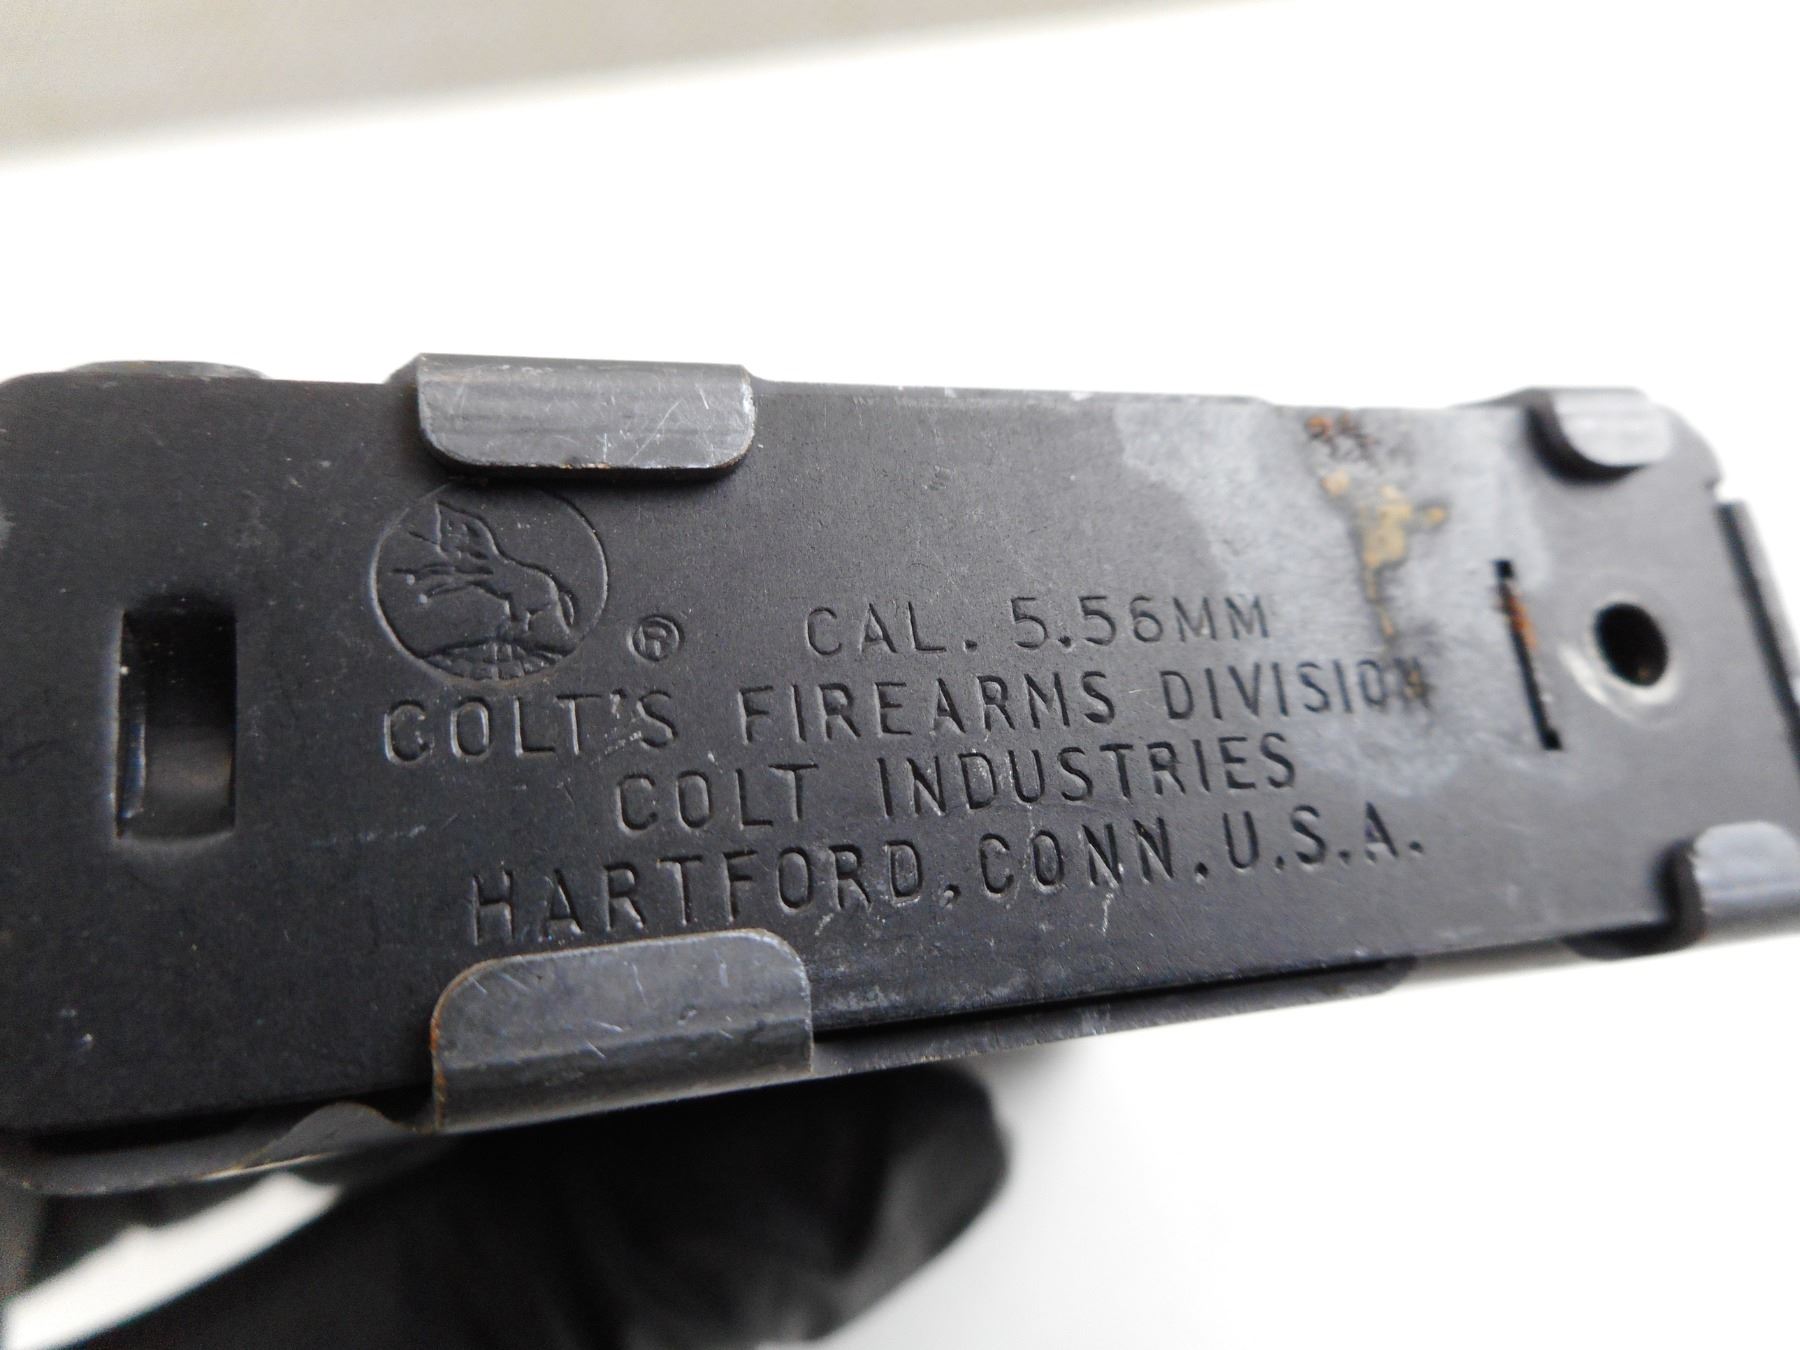 ® CAL. 5.56MM
COLT'S FIREARMS DIVISION
COLT INDUSTRIES
HARTFORD, CONN. U.S.A.